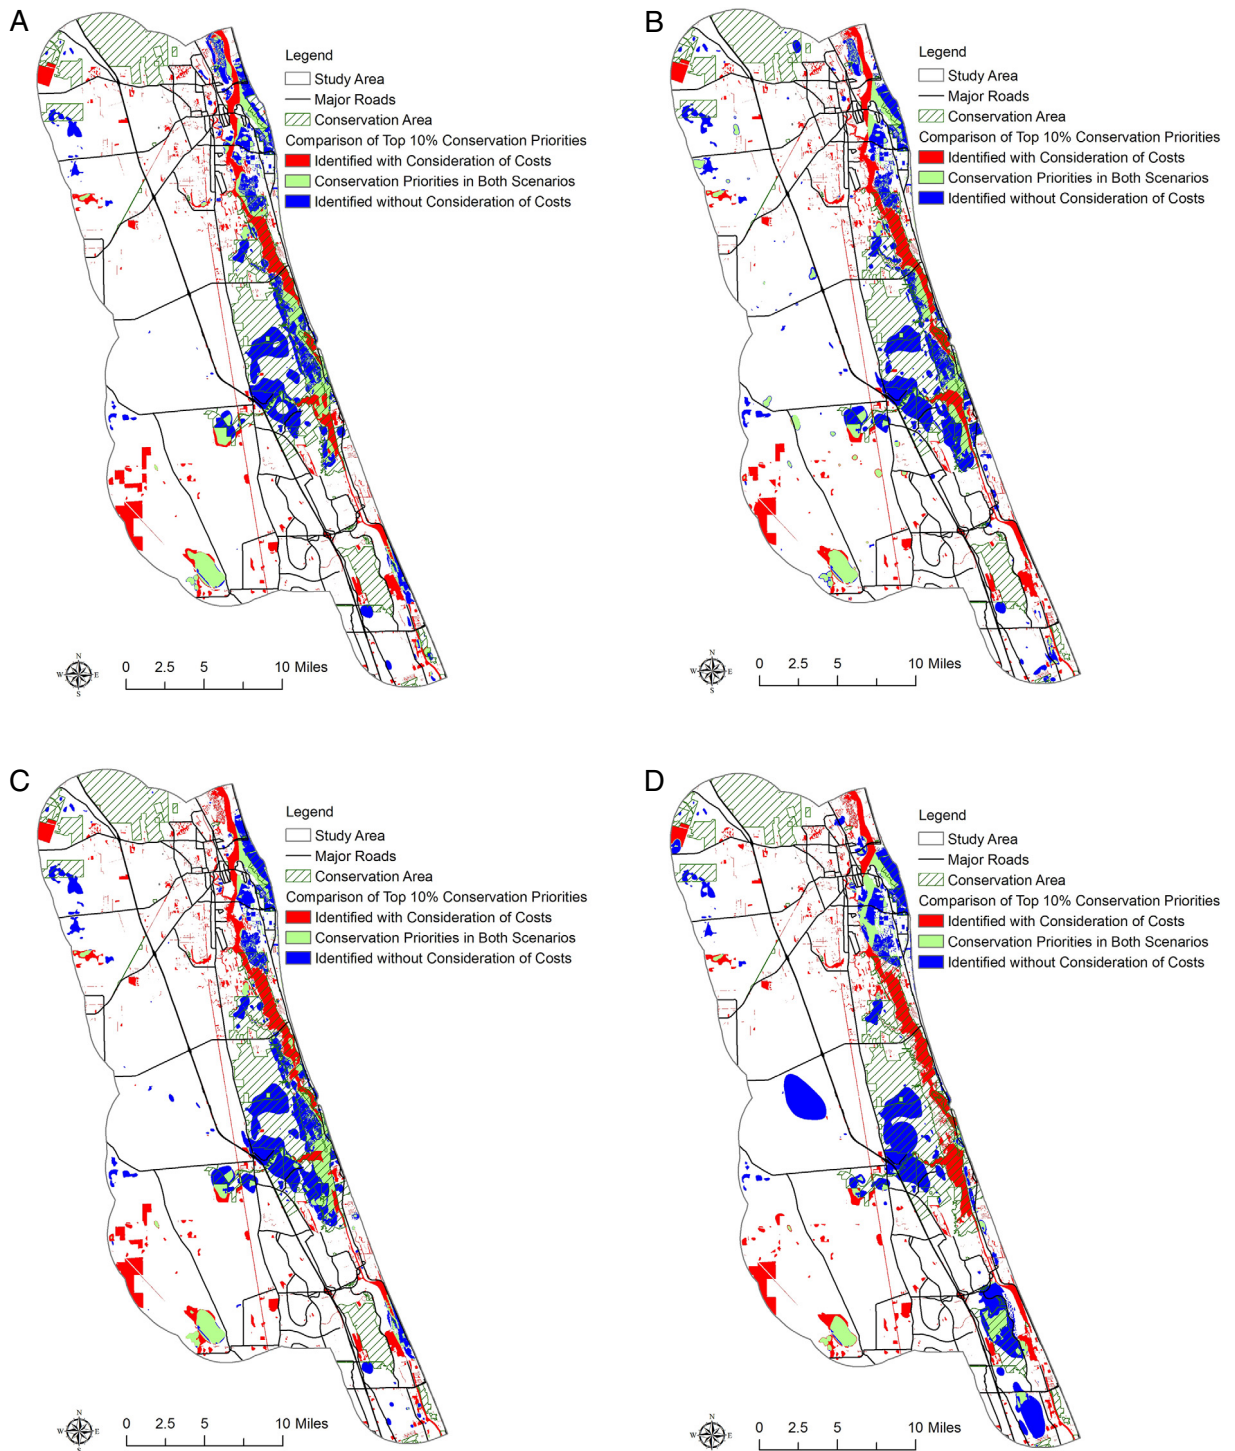 A
Legend
Study Area
Major Roads
Conservation Area
Comparison of Top 10% Conservation Priorities
Identified with Consideration of Costs
Conservation Priorities in Both Scenarios
Identified without Consideration of Costs
N
W E
S
0 2.5 5 10 Miles
B
Legend
Study Area
Major Roads
Conservation Area
Comparison of Top 10% Conservation Priorities
Identified with Consideration of Costs
Conservation Priorities in Both Scenarios
Identified without Consideration of Costs
N
W E
S
0 2.5 5 10 Miles
C
Legend
Study Area
Major Roads
Conservation Area
Comparison of Top 10% Conservation Priorities
Identified with Consideration of Costs
Conservation Priorities in Both Scenarios
Identified without Consideration of Costs
N
W E
S
0 2.5 5 10 Miles
D
Legend
Study Area
Major Roads
Conservation Area
Comparison of Top 10% Conservation Priorities
Identified with Consideration of Costs
Conservation Priorities in Both Scenarios
Identified without Consideration of Costs
N
W E
S
0 2.5 5 10 Miles